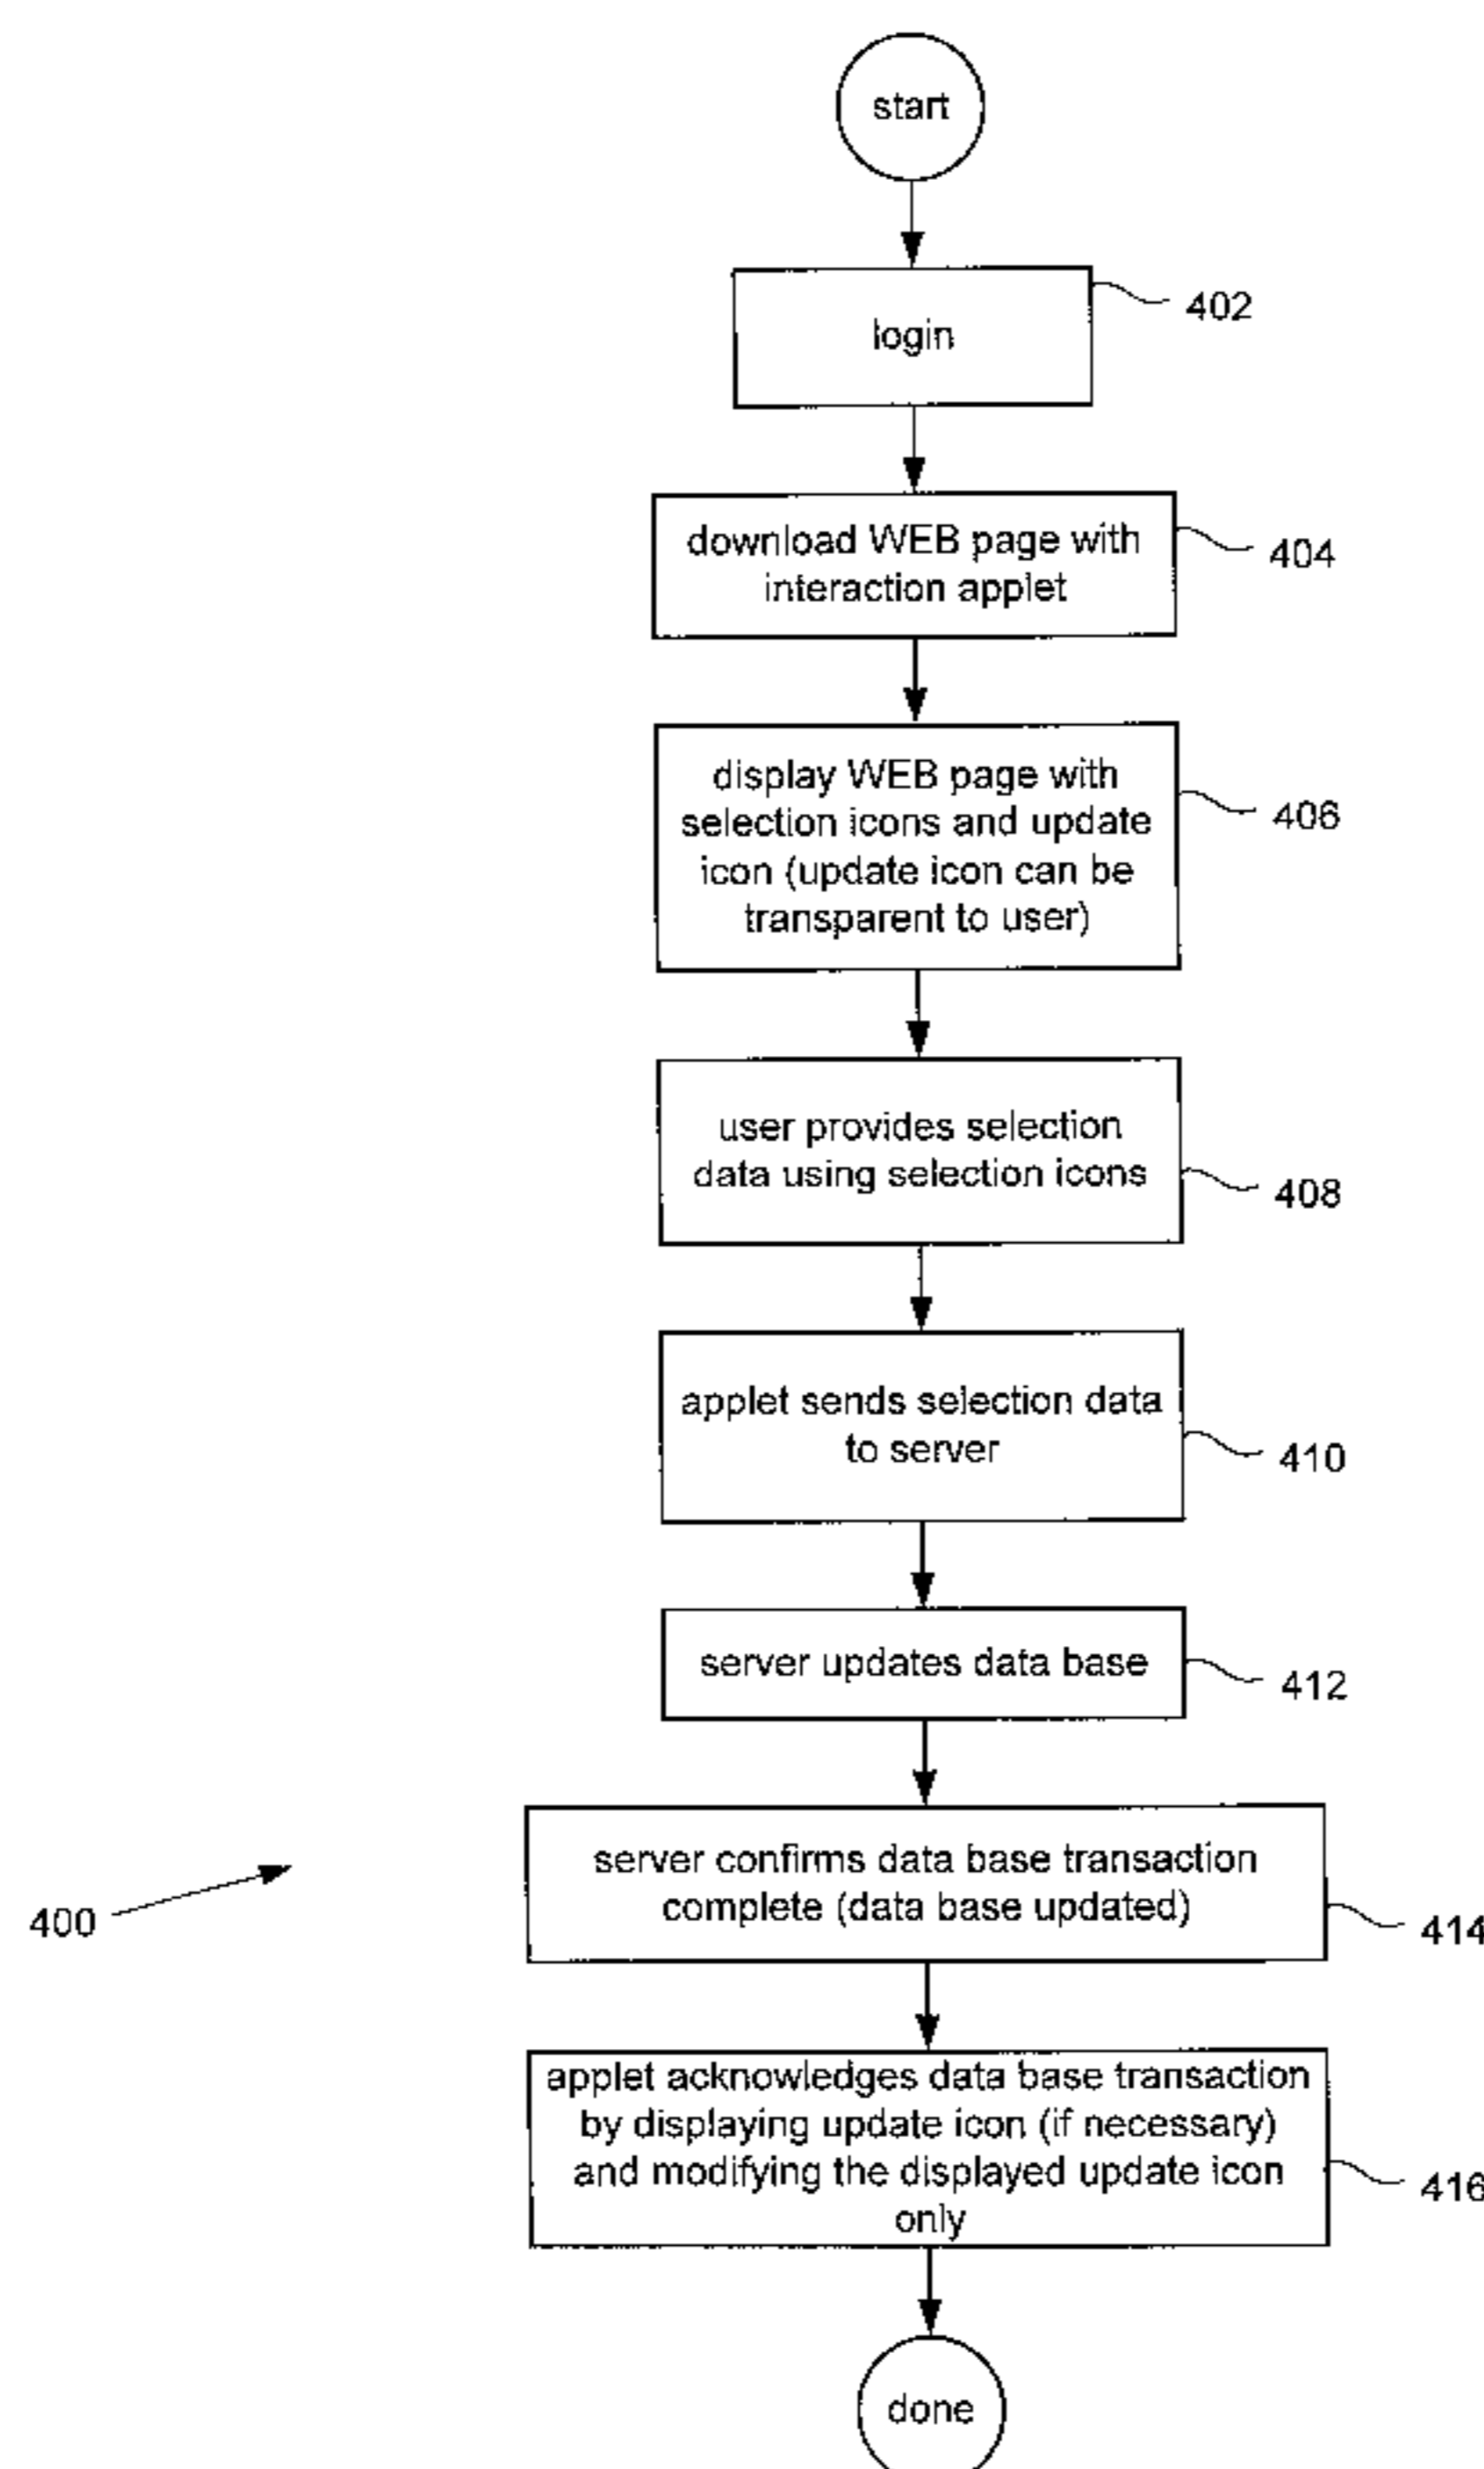 start
login
402
download WEB page with
interaction applet
404
display WEB page with
selection icons and update
icon (update icon can be
transparent to user)
406
user provides selection
data using selection icons
408
applet sends selection data
to server
410
server updates data base
412
server confirms data base transaction
complete (data base updated)
414
400
applet acknowledges data base transaction
by displaying update icon (if necessary)
and modifying the displayed update icon
only
416
done